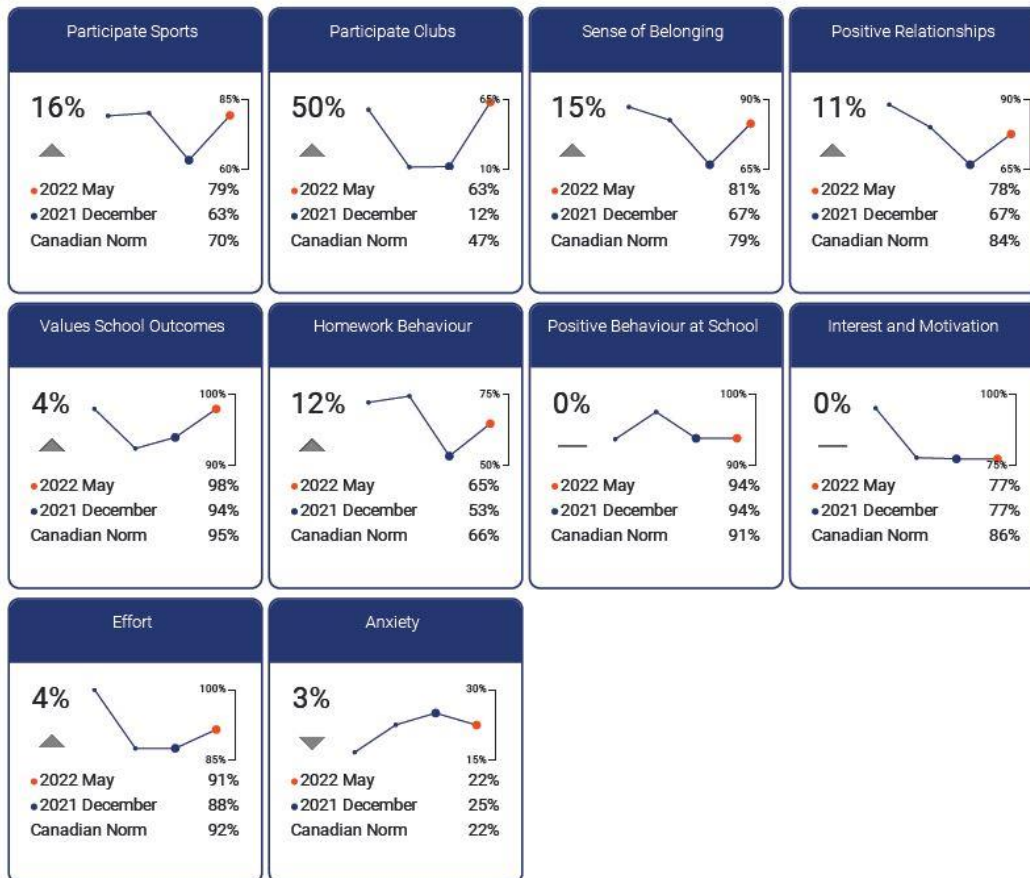 Participate Sports
16%
85%
60%
2022 May 79%
2021 December 63%
Canadian Norm 70%
Participate Clubs
50%
65%
10%
2022 May 63%
2021 December 12%
Canadian Norm 47%
Sense of Belonging
15%
90%
65%
2022 May 81%
2021 December 67%
Canadian Norm 79%
Positive Relationships
11%
90%
65%
2022 May 78%
2021 December 67%
Canadian Norm 84%
Values School Outcomes
4%
100%
90%
2022 May 98%
2021 December 94%
Canadian Norm 95%
Homework Behaviour
12%
75%
50%
2022 May 65%
2021 December 53%
Canadian Norm 66%
Positive Behaviour at School
0%
100%
90%
2022 May 94%
2021 December 94%
Canadian Norm 91%
Interest and Motivation
0%
100%
75%
2022 May 77%
2021 December 77%
Canadian Norm 86%
Effort
4%
100%
85%
2022 May 91%
2021 December 88%
Canadian Norm 92%
Anxiety
3%
30%
15%
2022 May 22%
2021 December 25%
Canadian Norm 22%